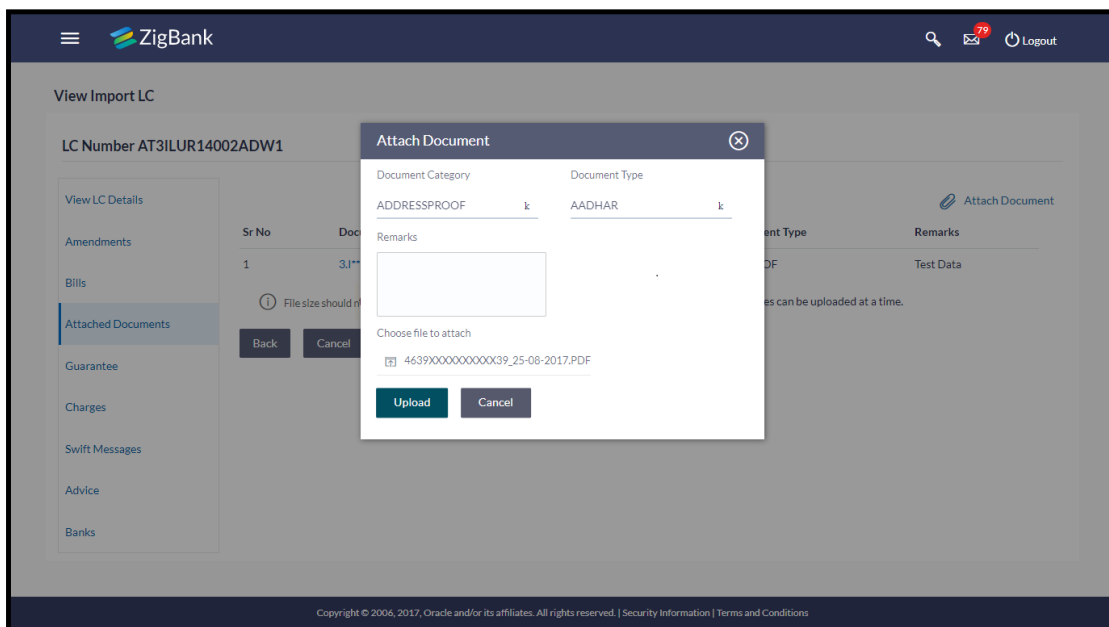 ZigBank
79
Logout
View Import LC
LC Number AT3ILUR14002ADW1
View LC Details
Amendments
Bills
Attached Documents
Guarantee
Charges
Swift Messages
Advice
Banks
Attach Document
Sr No Doc ent Type Remarks
1 3.I** DF Test Data
File size should n es can be uploaded at a time.
Back Cancel
Attach Document
Document Category Document Type
ADDRESSPROOF k AADHAR k
Remarks
Choose file to attach
4639XXXXXXXXXX39_25-08-2017.PDF
Upload Cancel
Copyright © 2006, 2017, Oracle and/or its affiliates. All rights reserved. | Security Information | Terms and Conditions